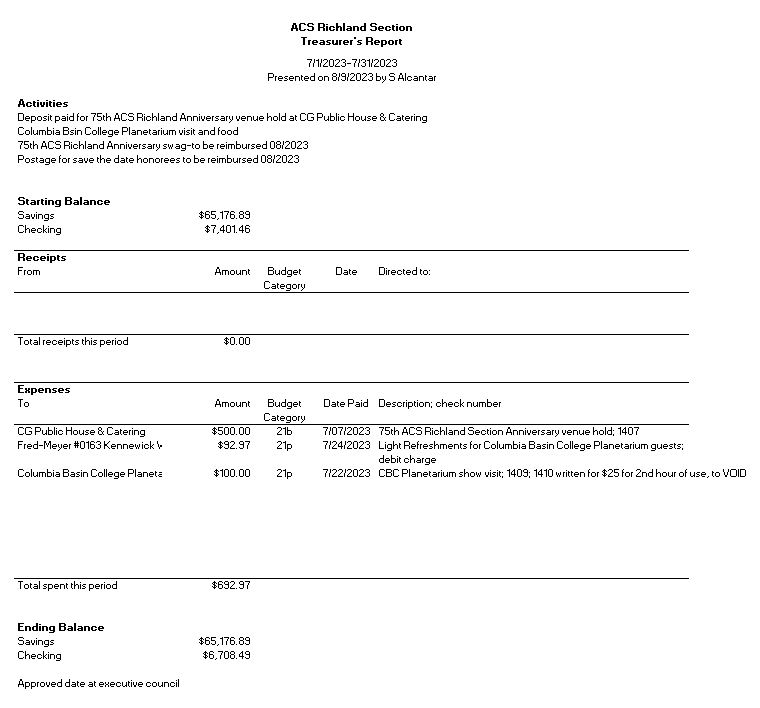 ACS Richland Section
Treasurer's Report
7/1/2023-7/31/2023
Presented on 8/9/2023 by S Alcantar
Activities
Deposit paid for 75th ACS Richland Anniversary venue hold at CG Public House & Catering
Columbia Bsin College Planetarium visit and food
75th ACS Richland Anniversary swag-to be reimbursed 08/2023
Postage for save the date honorees to be reimbursed 08/2023
Starting Balance
Savings $65,176.89
Checking $7,401.46
Receipts
From Amount Budget Category Date Directed to:
Total receipts this period $0.00
Expenses
To Amount Budget Category Date Paid Description; check number
CG Public House & Catering $500.00 21b 7/07/2023 75th ACS Richland Section Anniversary venue hold; 1407
Fred-Meyer #0163 Kennewick $92.97 21p 7/24/2023 Light Refreshments for Columbia Basin College Planetarium guests;
debit charge
Columbia Basin College Planeta $100.00 21p 7/22/2023 CBC Planetarium show visit; 1409; 1410 written for $25 for 2nd hour of use, to VOID
Total spent this period $692.97
Ending Balance
Savings $65,176.89
Checking $6,708.49
Approved date at executive council